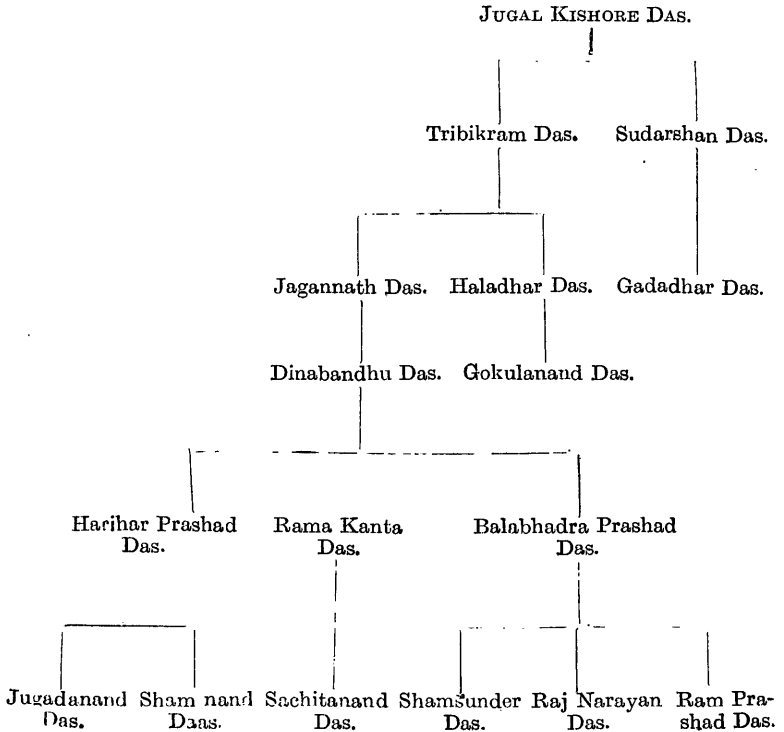 JUGAL KISHORE DAS.
Tribikram Das. Sudarshan Das.
Jagannath Das. Haladhar Das. Gadadhar Das.
Dinabandhu Das. Gokulanand Das.
Harihar Prashad Rama Kanta Balabhadra Prashad
Das. Das. Das.
Jugadanand Sham nand Sachitanand Shamsunder Raj Narayan Ram Pra-
Das. Daas. Das. Das. Das. shad Das.